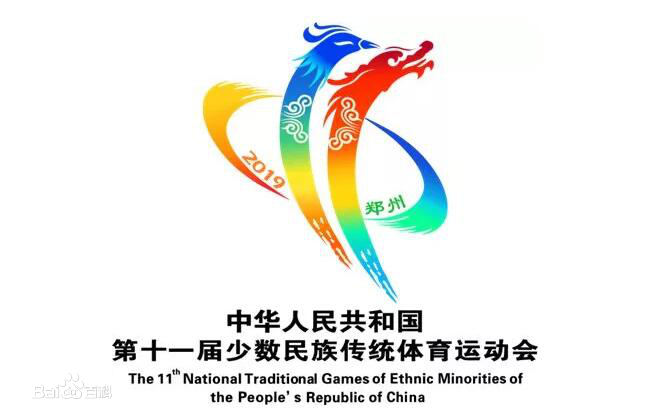 2019
郑州
中华人民共和国
第十一届少数民族传统体育运动会
The 11th National Traditional Games of Ethnic Minorities of
the People's Republic of China
Baidu百科